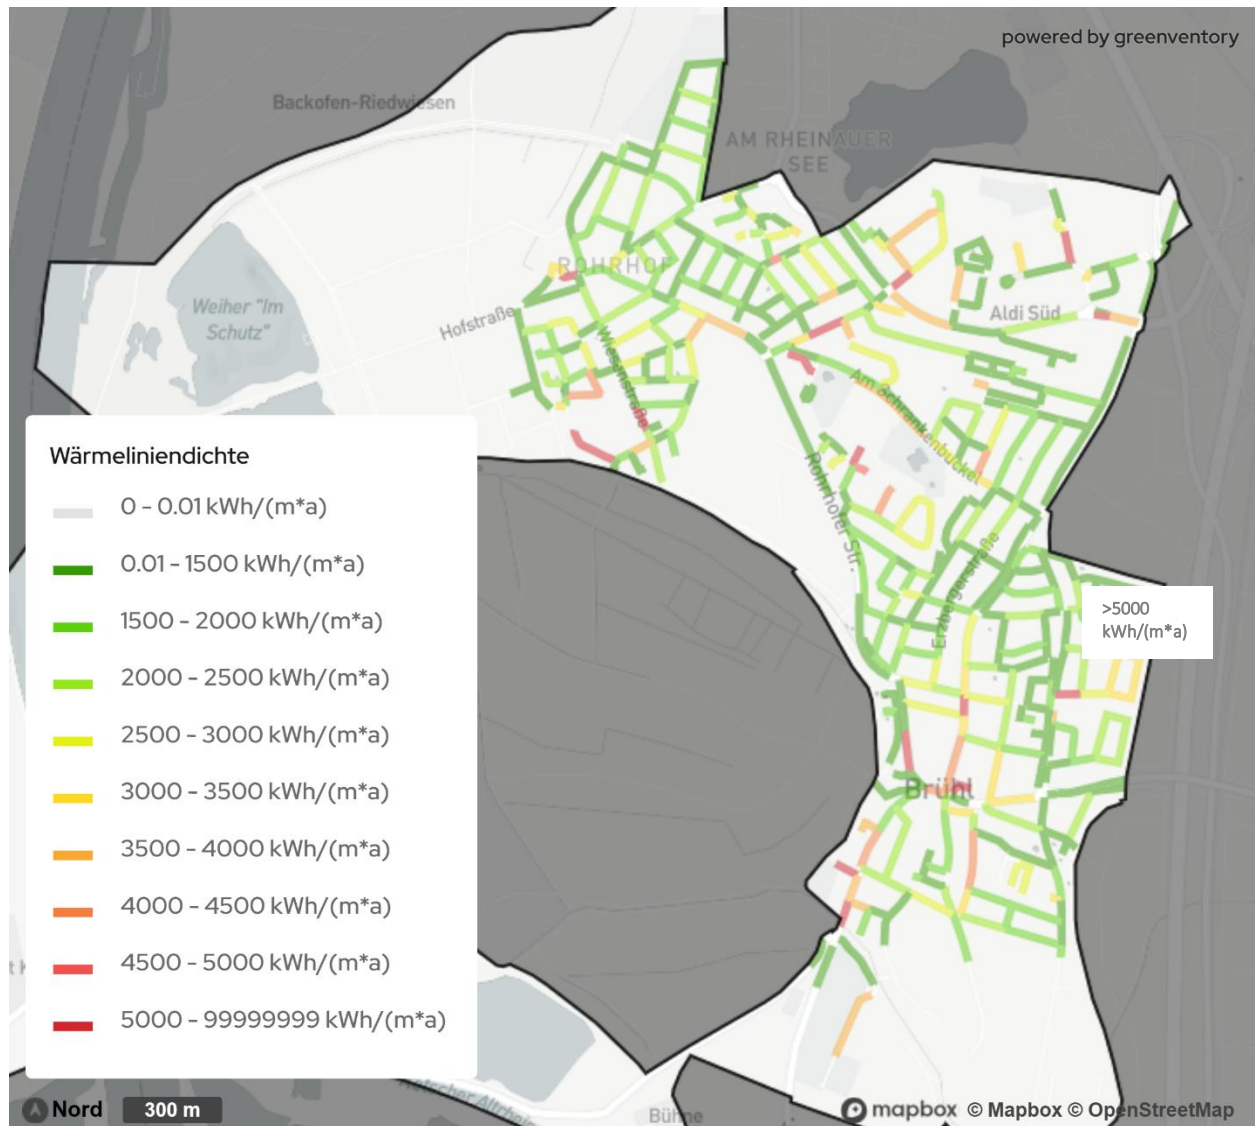 powered by greenventory
Backofen-Riedwiesen
AM RHEINAUER
SEE
ROHRHOF
Weiher "Im
Schutz"
Hofstraße
Aldi Süd
Wiesenstraße
Am Schrankenbuckel
Rohrhofer Str.
Erzbergerstraße
>5000
kWh/(m*a)
Brühl
Wärmeliniendichte
0 - 0.01 kWh/(m*a)
0.01 - 1500 kWh/(m*a)
1500 - 2000 kWh/(m*a)
2000 - 2500 kWh/(m*a)
2500 - 3000 kWh/(m*a)
3000 - 3500 kWh/(m*a)
3500 - 4000 kWh/(m*a)
4000 - 4500 kWh/(m*a)
4500 - 5000 kWh/(m*a)
5000 - 99999999 kWh/(m*a)
Nord
300 m
Bühne
mapbox © Mapbox © OpenStreetMap